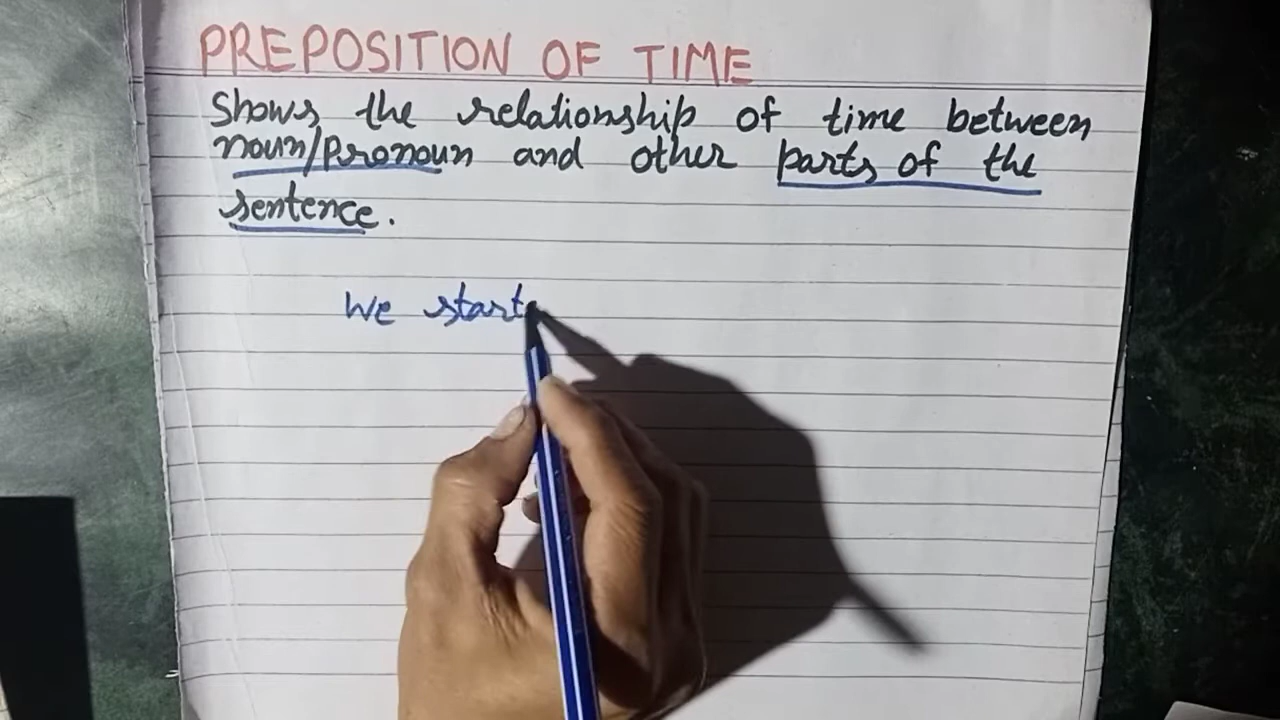 PREPOSITION OF TIME
Shows the relationship of time between
noun/Pronoun and other parts of the
sentence.
We start